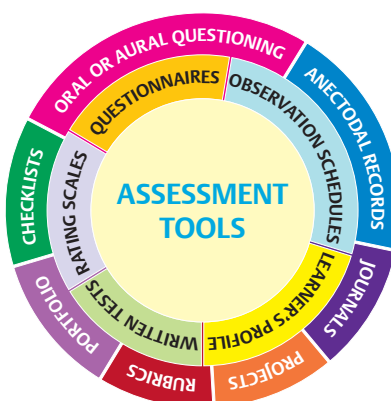 ORAL OR AURAL QUESTIONING
ANECTODAL RECORDS
JOURNALS
PROJECTS
RUBRICS
PORTFOLIO
CHECKLISTS
QUESTIONNAIRES
OBSERVATION SCHEDULES
LEARNER'S PROFILE
WRITTEN TESTS
RATING SCALES
ASSESSMENT
TOOLS